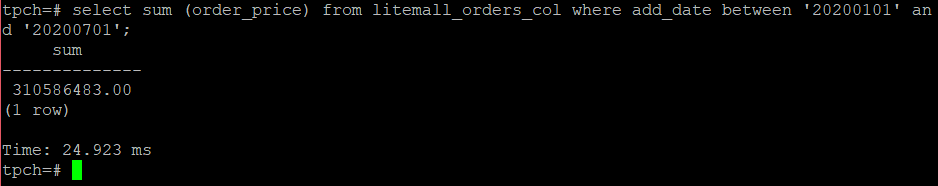 tpch=# select sum (order_price) from litemall_orders_col where add_date between '20200101' an
d '20200701';
     sum
--------------
 310586483.00
(1 row)

Time: 24.923 ms
tpch=#